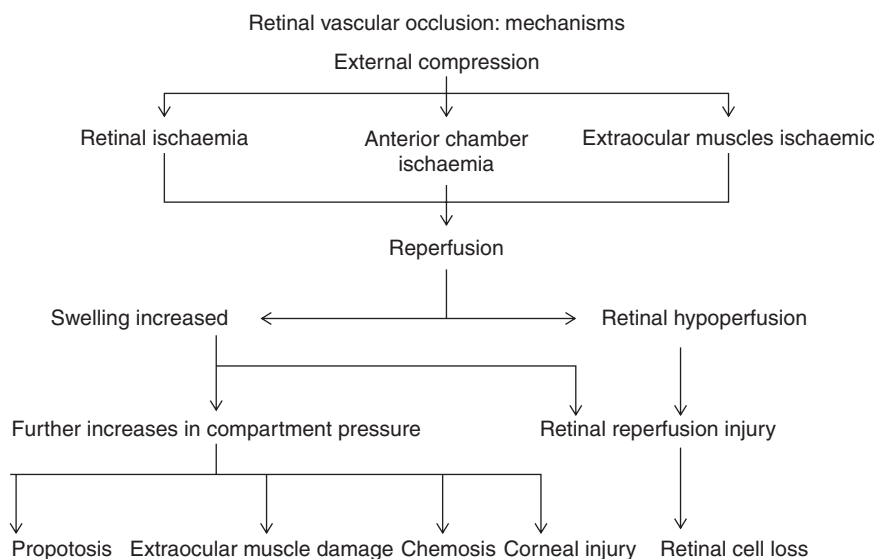 Retinal vascular occlusion: mechanisms
External compression
Retinal ischaemia
Anterior chamber
ischaemia
Extraocular muscles ischaemic
Reperfusion
Swelling increased
Retinal hypoperfusion
Further increases in compartment pressure
Retinal reperfusion injury
Propotosis
Extraocular muscle damage
Chemosis
Corneal injury
Retinal cell loss